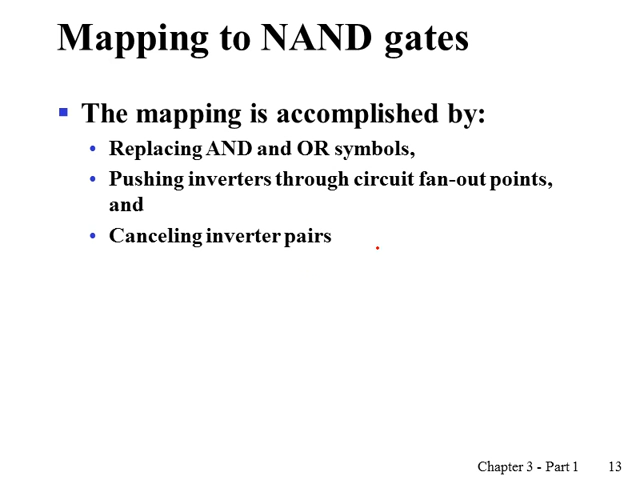 Mapping to NAND gates
▪ The mapping is accomplished by:
• Replacing AND and OR symbols,
• Pushing inverters through circuit fan-out points,
and
• Canceling inverter pairs
Chapter 3 - Part 1 13